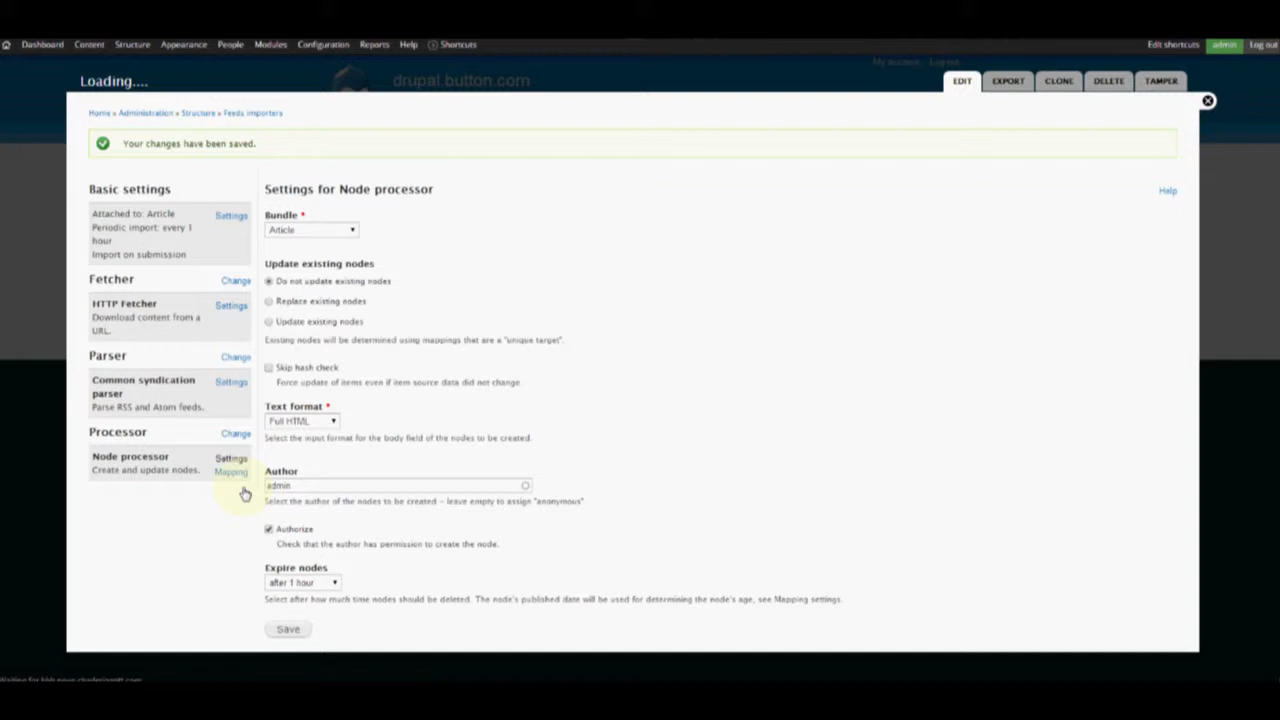 Dashboard Content Structure Appearance People Modules Configuration Reports Help Shortcuts Edit shortcuts admin Log out
My account Log out
Loading.... drupal.button.com EDIT EXPORT CLONE DELETE TAMPER
Home » Administration » Structure » Feeds importers
Your changes have been saved.
Basic settings
Attached to: Article Settings
Periodic import: every 1
hour
Import on submission
Fetcher Change
HTTP Fetcher Settings
Download content from a
URL.
Parser Change
Common syndication Settings
parser
Parse RSS and Atom feeds.
Processor Change
Node processor Settings
Create and update nodes. Mapping
Settings for Node processor Help
Bundle *
Article
Update existing nodes
Do not update existing nodes
Replace existing nodes
Update existing nodes
Existing nodes will be determined using mappings that are a "unique target".
Skip hash check
Force update of items even if item source data did not change.
Text format *
Full HTML
Select the input format for the body field of the nodes to be created.
Author
admin
Select the author of the nodes to be created – leave empty to assign "anonymous"
Authorize
Check that the author has permission to create the node.
Expire nodes
after 1 hour
Select after how much time nodes should be deleted. The node's published date will be used for determining the node's age, see Mapping settings.
Save
Waiting for